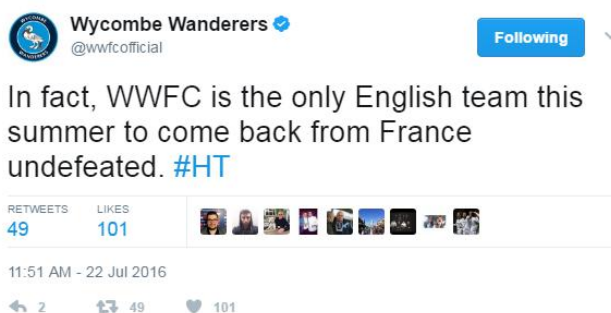 Wycombe Wanderers
@wwfcofficial
Following
In fact, WWFC is the only English team this
summer to come back from France
undefeated. #HT
RETWEETS LIKES
49 101
11:51 AM - 22 Jul 2016
2 49 101